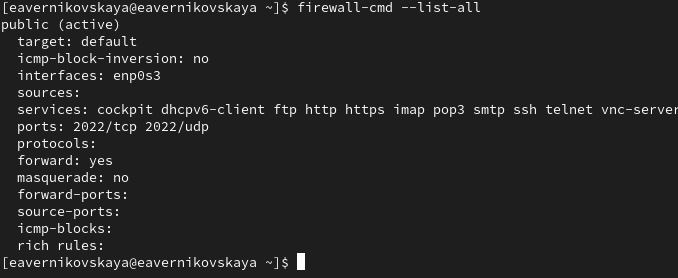 [eavernikovskaya@eavernikovskaya ~]$ firewall-cmd --list-all
public (active)
  target: default
  icmp-block-inversion: no
  interfaces: enp0s3
  sources:
  services: cockpit dhcpv6-client ftp http https imap pop3 smtp ssh telnet vnc-server
  ports: 2022/tcp 2022/udp
  protocols:
  forward: yes
  masquerade: no
  forward-ports:
  source-ports:
  icmp-blocks:
  rich rules:
[eavernikovskaya@eavernikovskaya ~]$